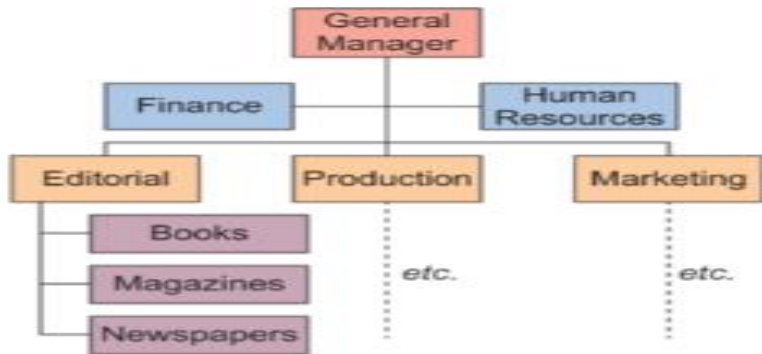 General
Manager
Finance
Human
Resources
Editorial
Production
Marketing
Books
Magazines
Newspapers
etc.
etc.